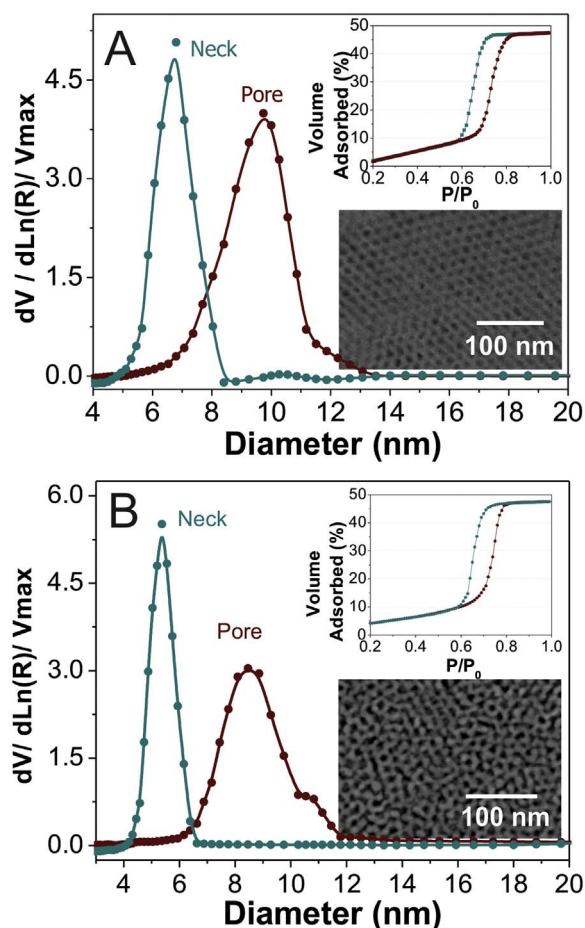 A
Neck
Pore
dV / dLn(R)/ Vmax
4.5
3.0
1.5
0.0
4 6 8 10 12 14 16 18 20
Diameter (nm)
Volume
Adsorbed (%)
50
40
30
20
10
0
0.2 0.4 0.6 0.8 1.0
P/P0
100 nm
B
Neck
Pore
dV/ dLn(R)/ Vmax
6.0
4.5
3.0
1.5
0.0
4 6 8 10 12 14 16 18 20
Diameter (nm)
Volume
Adsorbed (%)
50
40
30
20
10
0
0.2 0.4 0.6 0.8 1.0
P/P0
100 nm